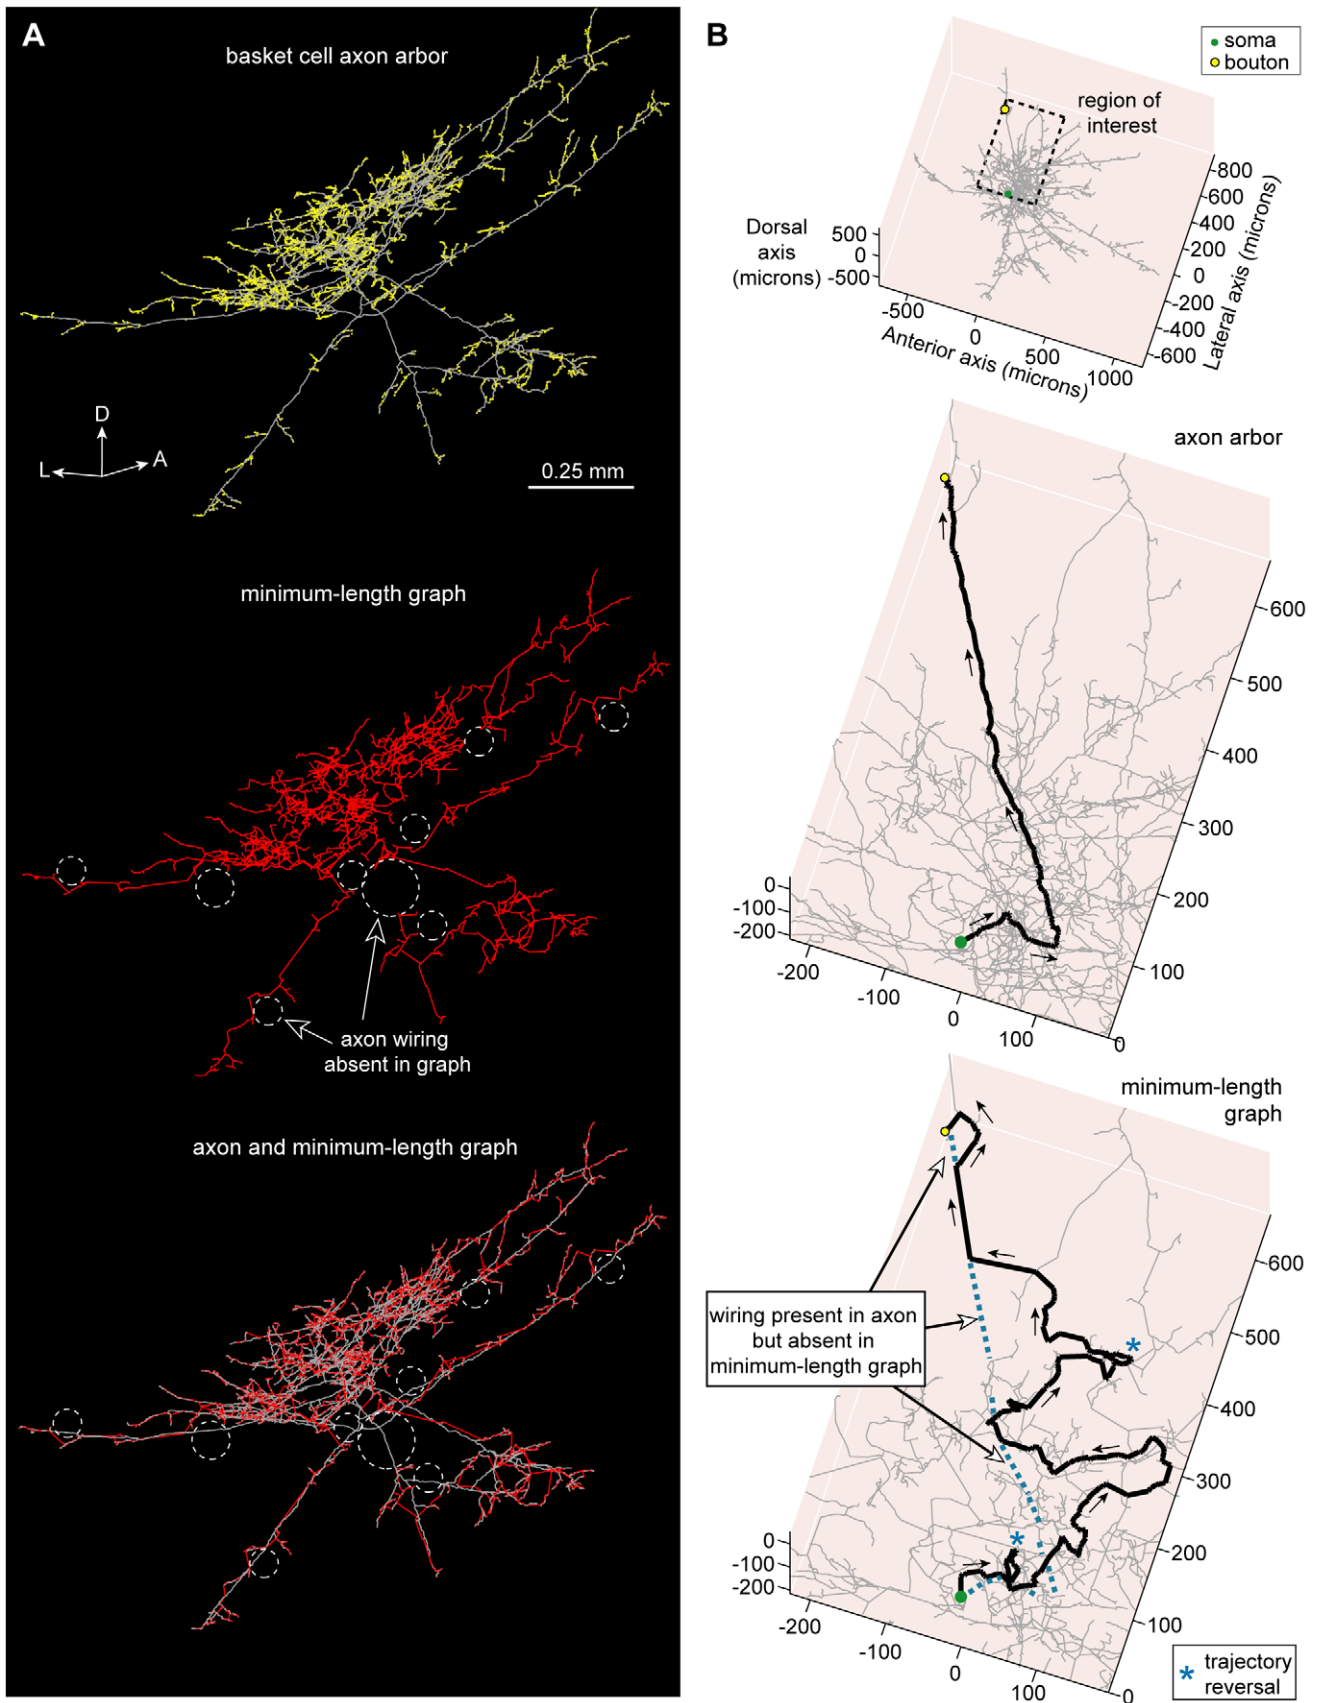 A
basket cell axon arbor
D
L
A
0.25 mm
minimum-length graph
axon wiring
absent in graph
axon and minimum-length graph
B
soma
bouton
region of
interest
800
600
400
200
0
-200
-400
-600
Lateral axis (microns)
Dorsal
axis
(microns)
500
0
-500
-500
0
500
1000
Anterior axis (microns)
axon arbor
600
500
400
300
200
100
0
0
-100
-200
-200
-100
0
100
minimum-length
graph
wiring present in axon
but absent in
minimum-length graph
*
*
600
500
400
300
200
100
0
0
-100
-200
-200
-100
0
100
* trajectory
reversal